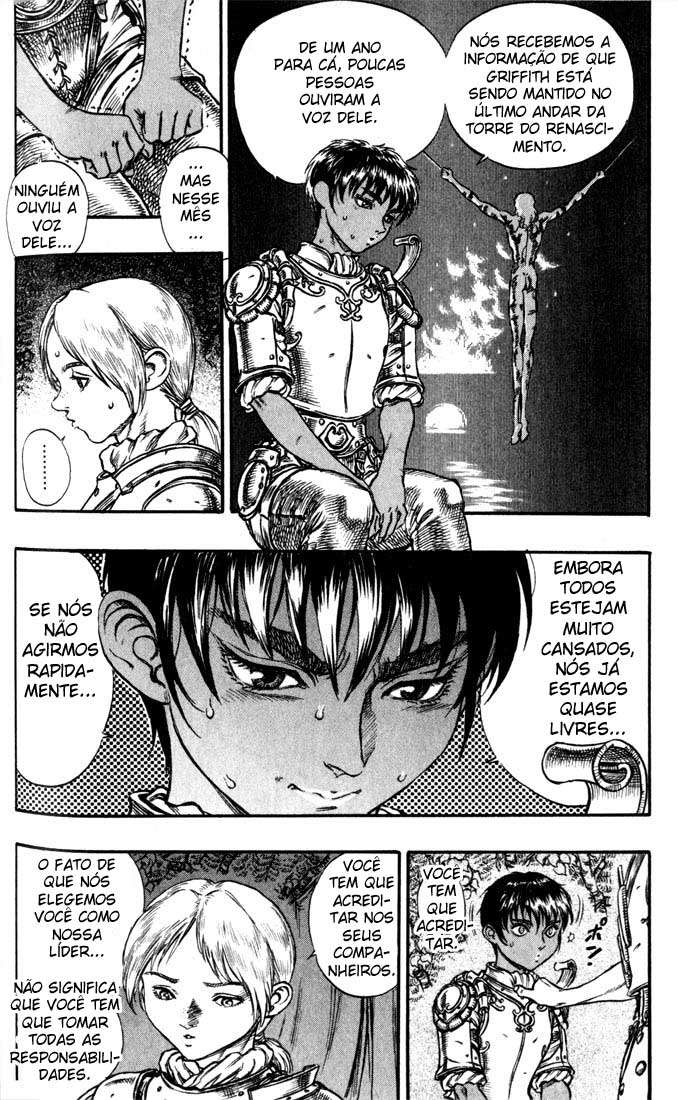 NÓS RECEBEMOS A
INFORMAÇÃO DE QUE
GRIFFITH ESTÁ
SENDO MANTIDO NO
ÚLTIMO ANDAR DA
TORRE DO RENASCI-
MENTO.
DE UM ANO
PARA CÁ, POUCAS
PESSOAS
OUVIRAM A
VOZ DELE.
...
MAS NESSE
MÊS
...
NINGUÉM
OUVIU A
VOZ
DELE...
.......
EMBORA
TODOS
ESTEJAM
MUITO
CANSADOS,
NÓS JÁ
ESTAMOS
QUASE
LIVRES...
SE NÓS
NÃO
AGIRMOS
RAPIDA-
MENTE...
VOCÊ
TEM
QUE
ACREDI-
TAR.
ポン
VOCÊ
TEM QUE
ACREDI-
TAR NOS
SEUS
COMPA-
NHEIROS.
O FATO DE
QUE NÓS
ELEGEMOS
VOCÊ COMO
NOSSA
LÍDER...
NÃO SIGNIFICA
QUE VOCÊ TEM
QUE TOMAR
TODAS AS
RESPONSABILI-
DADES.